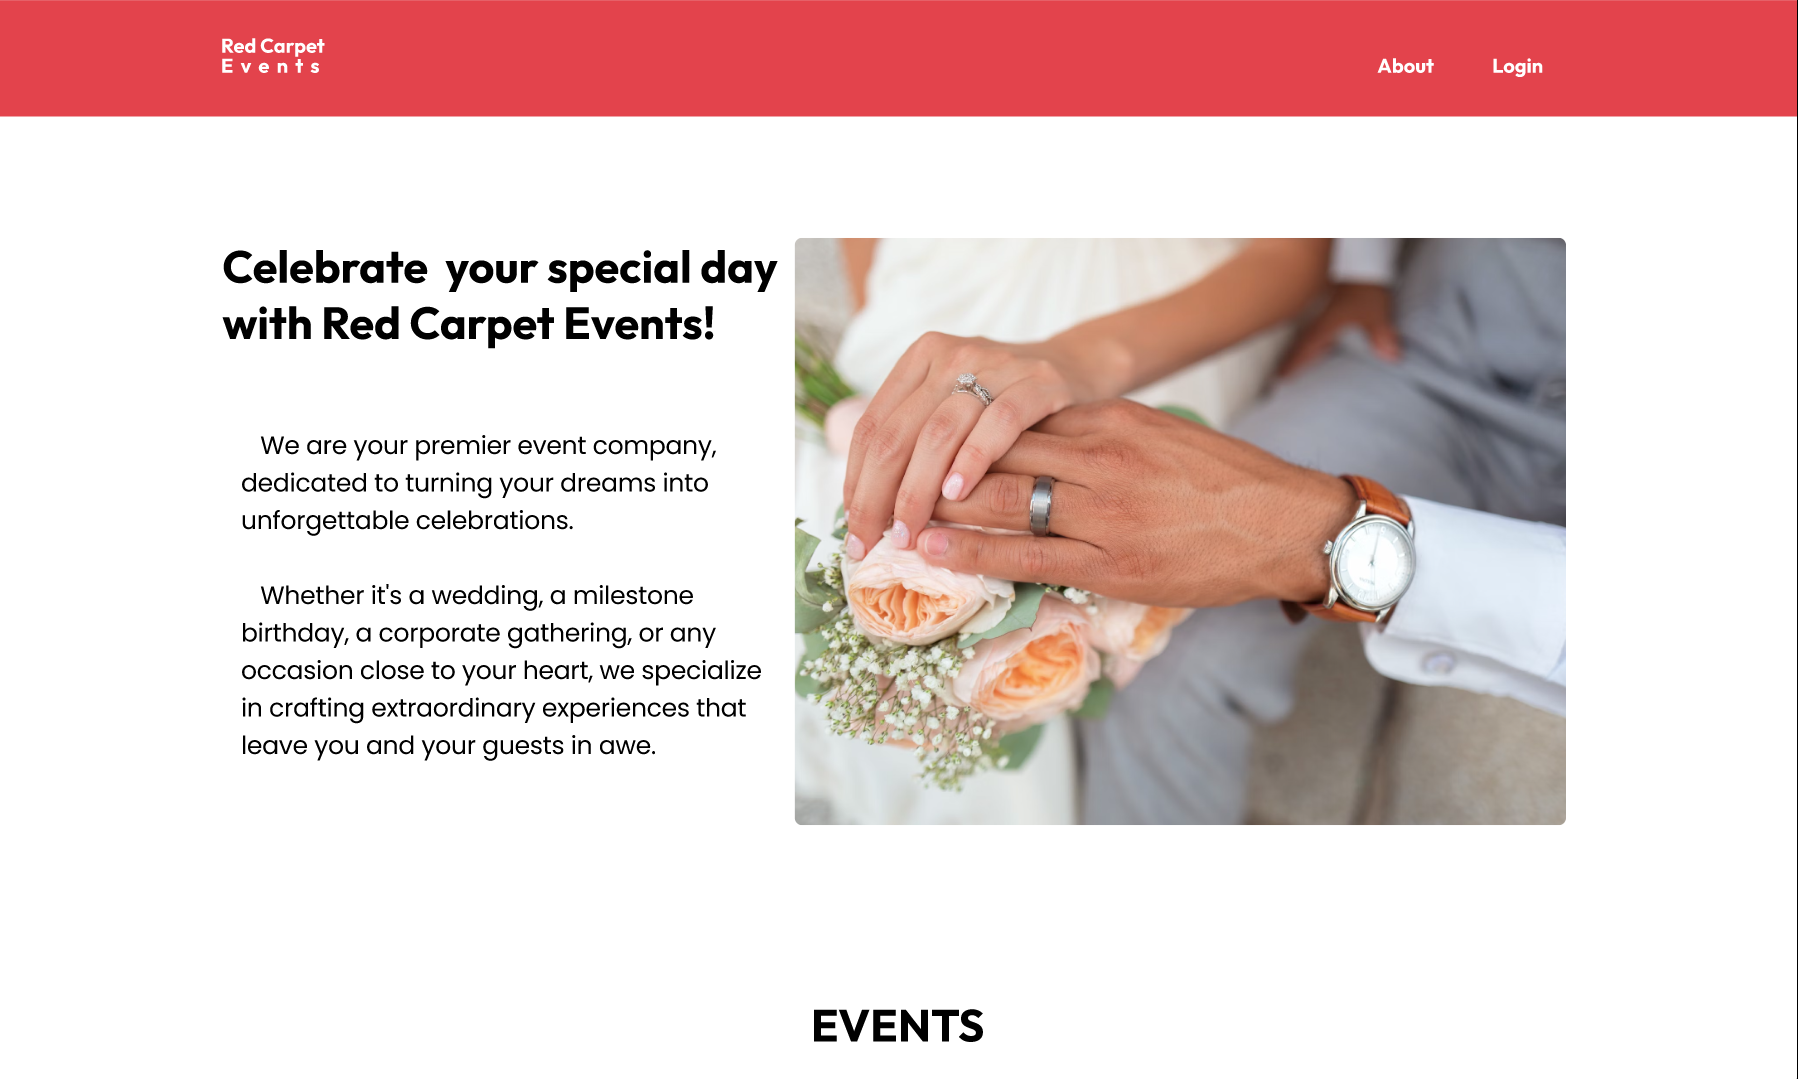 Red Carpet
Events
About Login
Celebrate  your special day
with Red Carpet Events!
We are your premier event company,
dedicated to turning your dreams into
unforgettable celebrations.
Whether it's a wedding, a milestone
birthday, a corporate gathering, or any
occasion close to your heart, we specialize
in crafting extraordinary experiences that
leave you and your guests in awe.
EVENTS